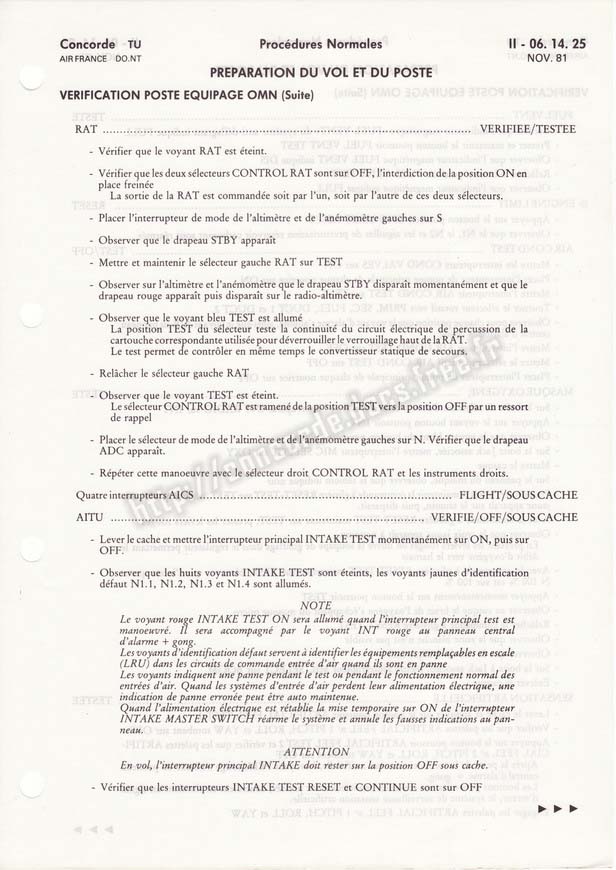 Concorde TU Procédures Normales II - 06. 14. 25
AIR FRANCE DO.NT NOV. 81
PREPARATION DU VOL ET DU POSTE
VERIFICATION POSTE EQUIPAGE OMN (Suite)
RAT ........ VERIFIEE/TESTEE
- Vérifier que le voyant RAT est éteint.
- Vérifier que les deux sélecteurs CONTROL RAT sont sur OFF, l'interdiction de la position ON en
place freinée
La sortie de la RAT est commandée soit par l'un, soit par l'autre de ces deux sélecteurs.
- Placer l'interrupteur de mode de l'altimètre et de l'anémomètre gauches sur S
- Observer que le drapeau STBY apparaît
- Mettre et maintenir le sélecteur gauche RAT sur TEST
- Observer sur l'altimètre et l'anémomètre que le drapeau STBY disparaît momentanément et que le
drapeau rouge apparaît puis disparaît sur le radio-altimètre.
- Observer que le voyant bleu TEST est allumé
La position TEST du sélecteur teste la continuité du circuit électrique de percussion de la
cartouche correspondante utilisée pour déverrouiller le verrouillage haut de la RAT.
Le test permet de contrôler en même temps le convertisseur statique de secours.
- Relâcher le sélecteur gauche RAT
- Observer que le voyant TEST est éteint.
Le sélecteur CONTROL RAT est ramené de la position TEST vers la position OFF par un ressort
de rappel
- Placer le sélecteur de mode de l'altimètre et de l'anémomètre gauches sur N. Vérifier que le drapeau
ADC apparaît.
- Répéter cette manoeuvre avec le sélecteur droit CONTROL RAT et les instruments droits.
Quatre interrupteurs AICS ........ FLIGHT/SOUS CACHE
AITU ........ VERIFIE/OFF/SOUS CACHE
- Lever le cache et mettre l'interrupteur principal INTAKE TEST momentanément sur ON, puis sur
OFF.
- Observer que les huits voyants INTAKE TEST sont éteints, les voyants jaunes d'identification
défaut N1.1, N1.2, N1.3 et N1.4 sont allumés.
NOTE
Le voyant rouge INTAKE TEST ON sera allumé quand l'interrupteur principal test est
manoeuvré. Il sera accompagné par le voyant INT rouge au panneau central
d'alarme + gong.
Les voyants d'identification défaut servent à identifier les équipements remplaçables en escale
(LRU) dans les circuits de commande entrée d'air quand ils sont en panne
Les voyants indiquent une panne pendant le test ou pendant le fonctionnement normal des
entrées d'air. Quand les systèmes d'entrée d'air perdent leur alimentation électrique, une
indication de panne erronée peut être auto maintenue.
Quand l'alimentation électrique est rétablie la mise temporaire sur ON de l'interrupteur
INTAKE MASTER SWITCH réarme le système et annule les fausses indications au pan-
neau.
ATTENTION
En vol, l'interrupteur principal INTAKE doit rester sur la position OFF sous cache.
- Vérifier que les interrupteurs INTAKE TEST RESET et CONTINUE sont sur OFF